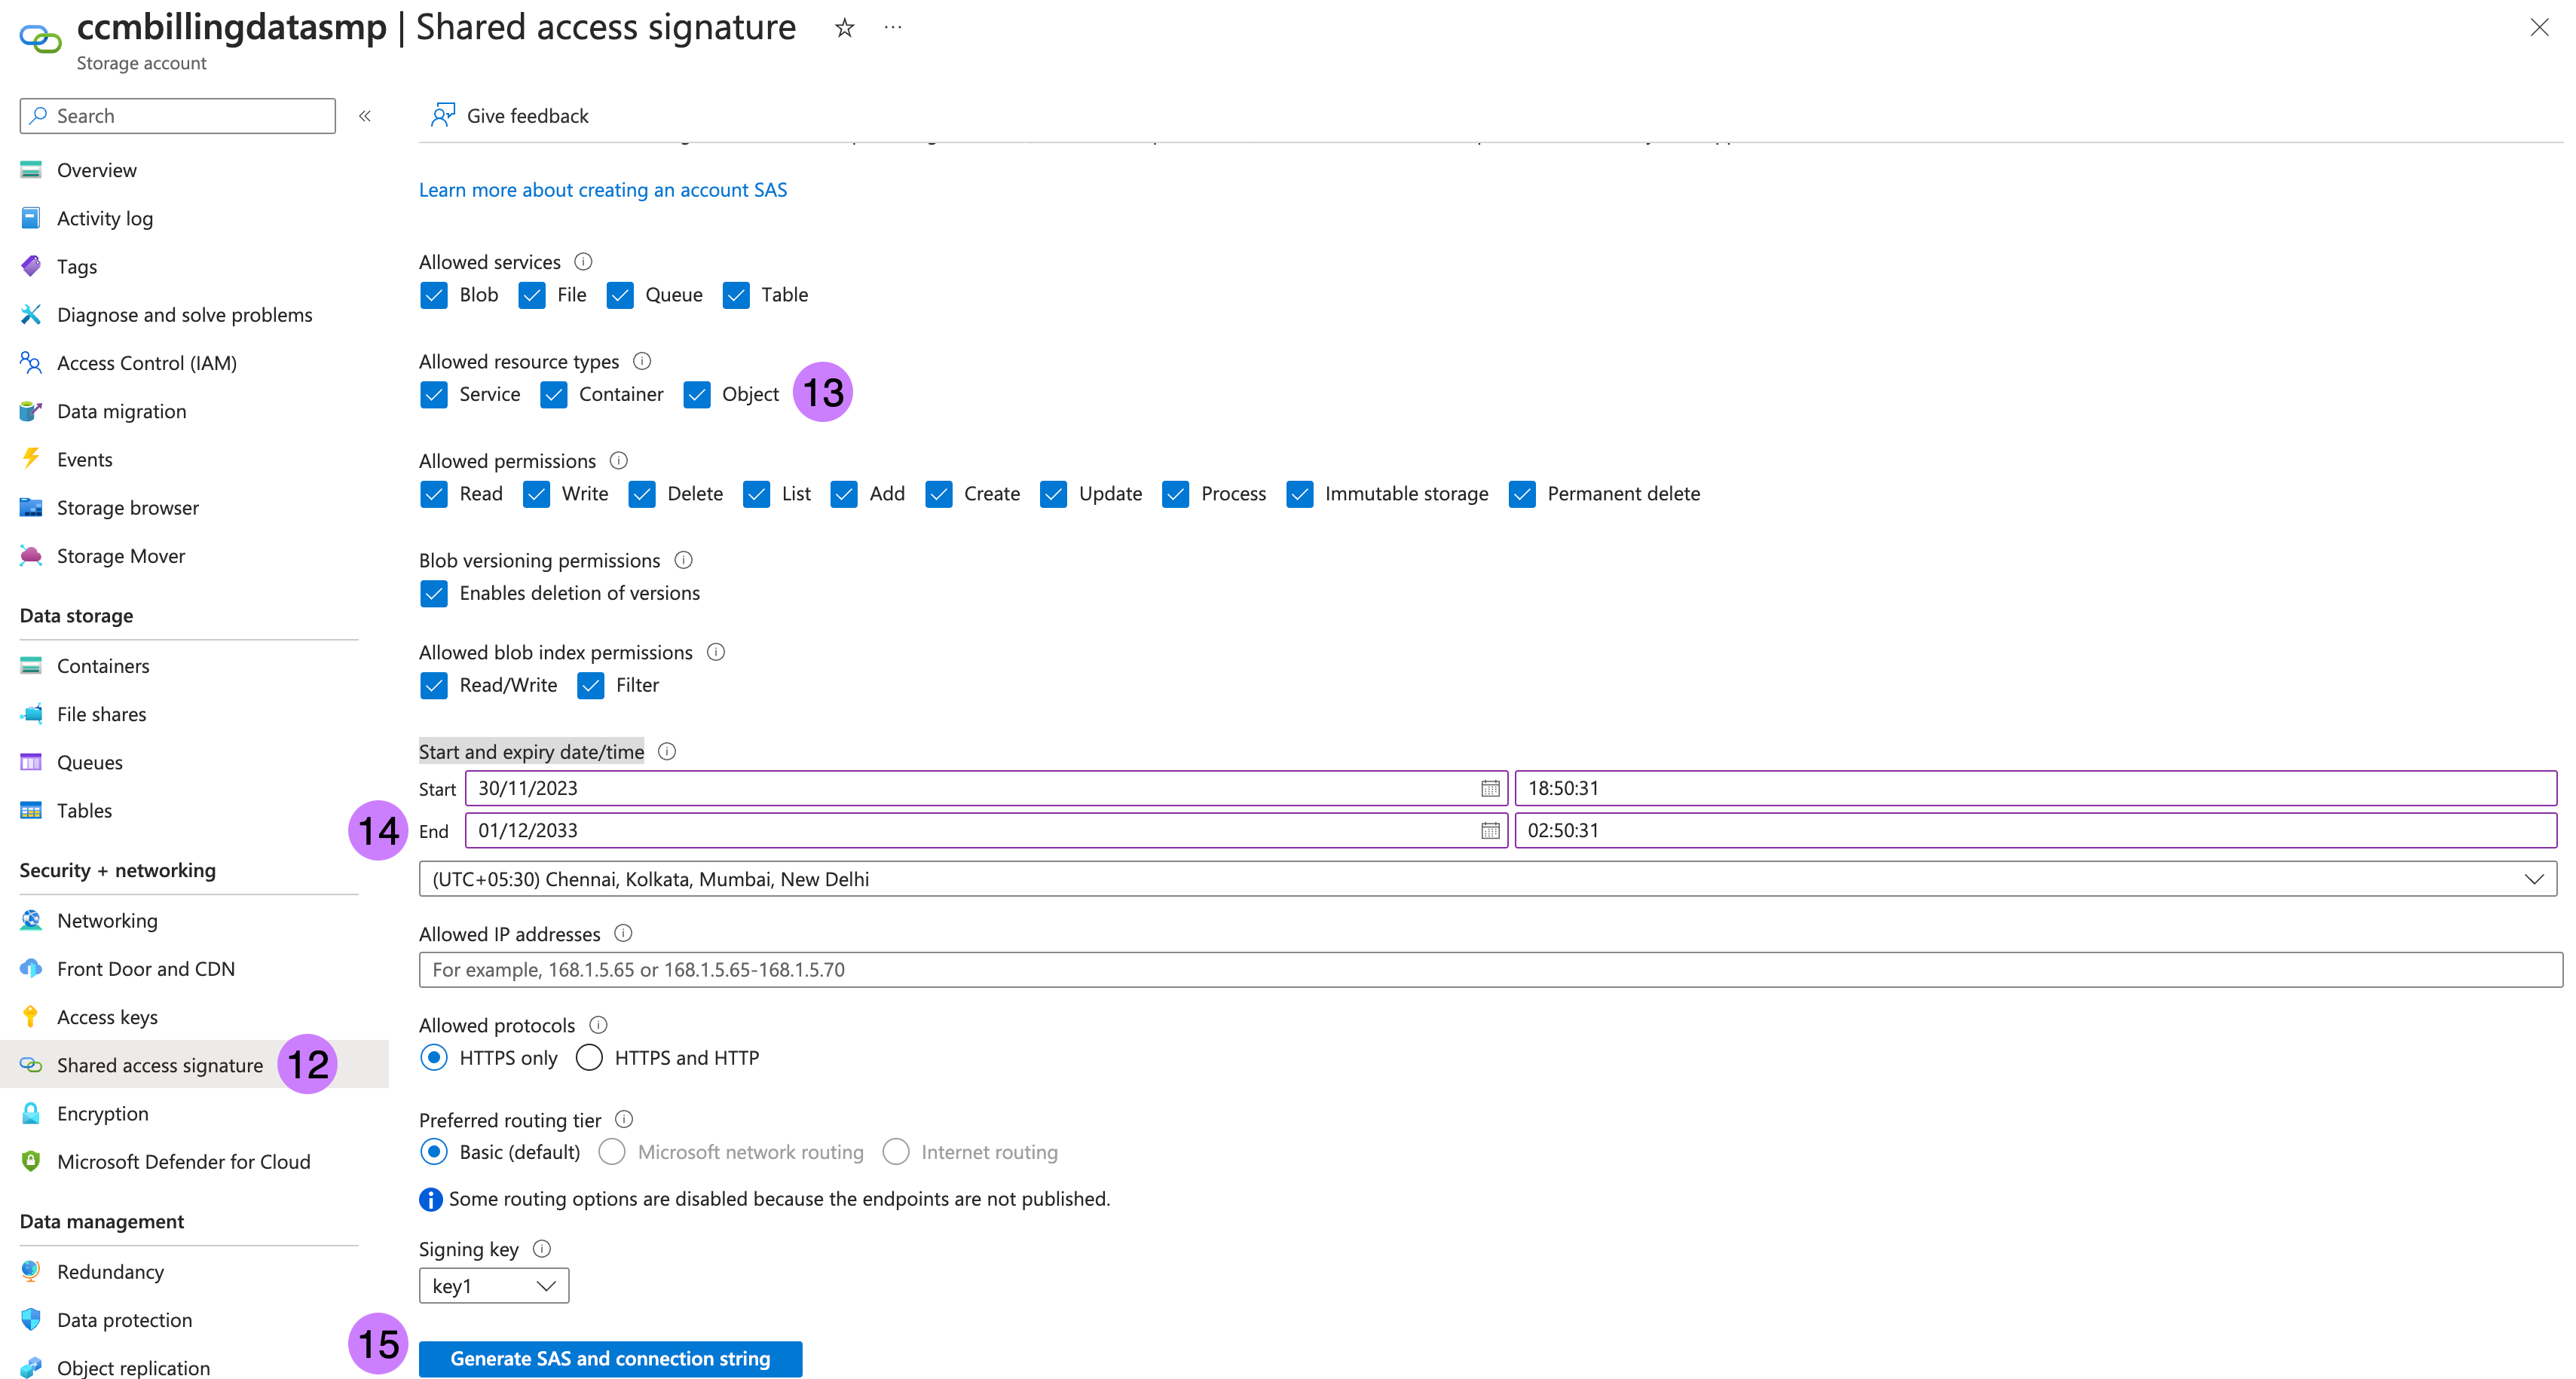 ccmbillingdatasmp | Shared access signature
Storage account
Search
Give feedback
Overview
Activity log
Tags
Diagnose and solve problems
Access Control (IAM)
Data migration
Events
Storage browser
Storage Mover
Data storage
Containers
File shares
Queues
Tables
Security + networking
Networking
Front Door and CDN
Access keys
Shared access signature 12
Encryption
Microsoft Defender for Cloud
Data management
Redundancy
Data protection
Object replication
Learn more about creating an account SAS
Allowed services
Blob File Queue Table
Allowed resource types
Service Container Object 13
Allowed permissions
Read Write Delete List Add Create Update Process Immutable storage Permanent delete
Blob versioning permissions
Enables deletion of versions
Allowed blob index permissions
Read/Write Filter
Start and expiry date/time
Start 30/11/2023 18:50:31
14 End 01/12/2033 02:50:31
(UTC+05:30) Chennai, Kolkata, Mumbai, New Delhi
Allowed IP addresses
For example, 168.1.5.65 or 168.1.5.65-168.1.5.70
Allowed protocols
HTTPS only HTTPS and HTTP
Preferred routing tier
Basic (default) Microsoft network routing Internet routing
Some routing options are disabled because the endpoints are not published.
Signing key
key1
15 Generate SAS and connection string